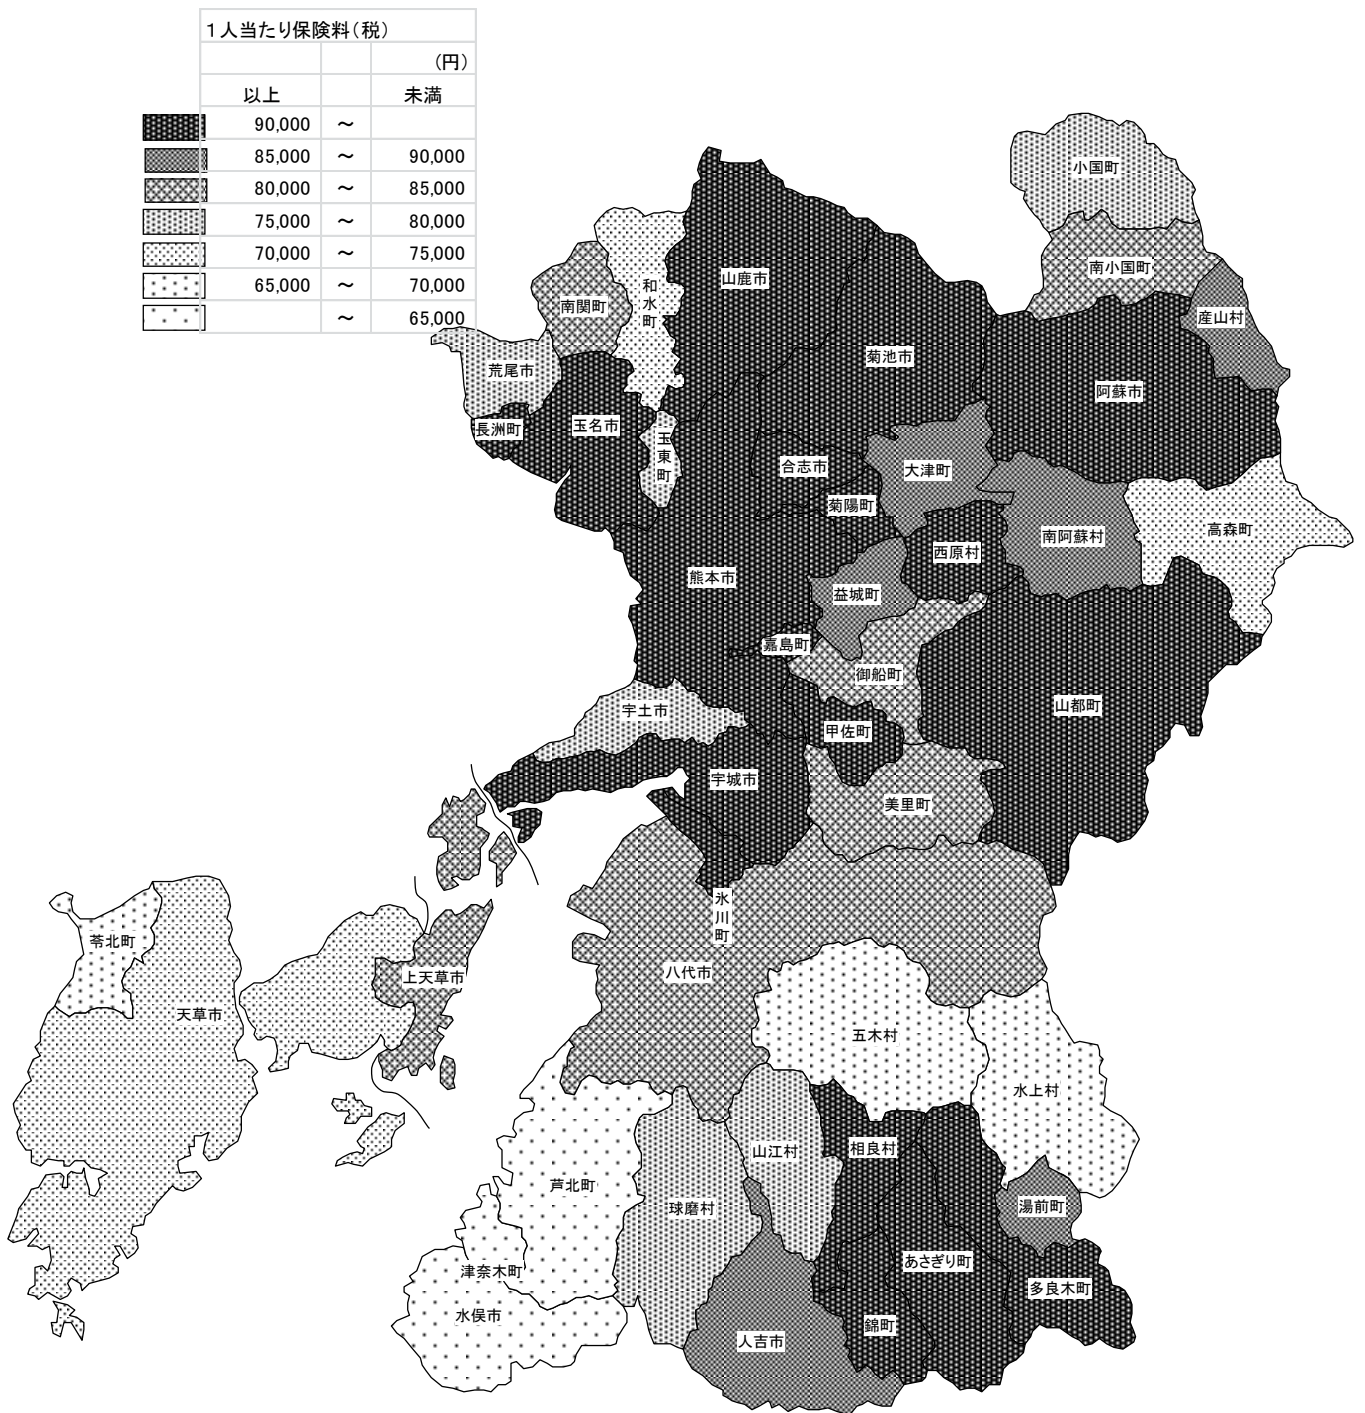 １人当たり保険料（税）
（円）
以上 未満
90,000 ～
85,000 ～ 90,000
80,000 ～ 85,000
75,000 ～ 80,000
70,000 ～ 75,000
65,000 ～ 70,000
～ 65,000
小国町
南小国町
産山村
山鹿市
和水町
南関町
荒尾市
菊池市
阿蘇市
長洲町
玉名市
玉東町
合志市
大津町
菊陽町
高森町
南阿蘇村
西原村
熊本市
益城町
嘉島町
御船町
宇土市
山都町
甲佐町
宇城市
美里町
氷川町
苓北町
八代市
上天草市
天草市
五木村
水上村
相良村
山江村
芦北町
球磨村
湯前町
あさぎり町
津奈木町
多良木町
水俣市
錦町
人吉市